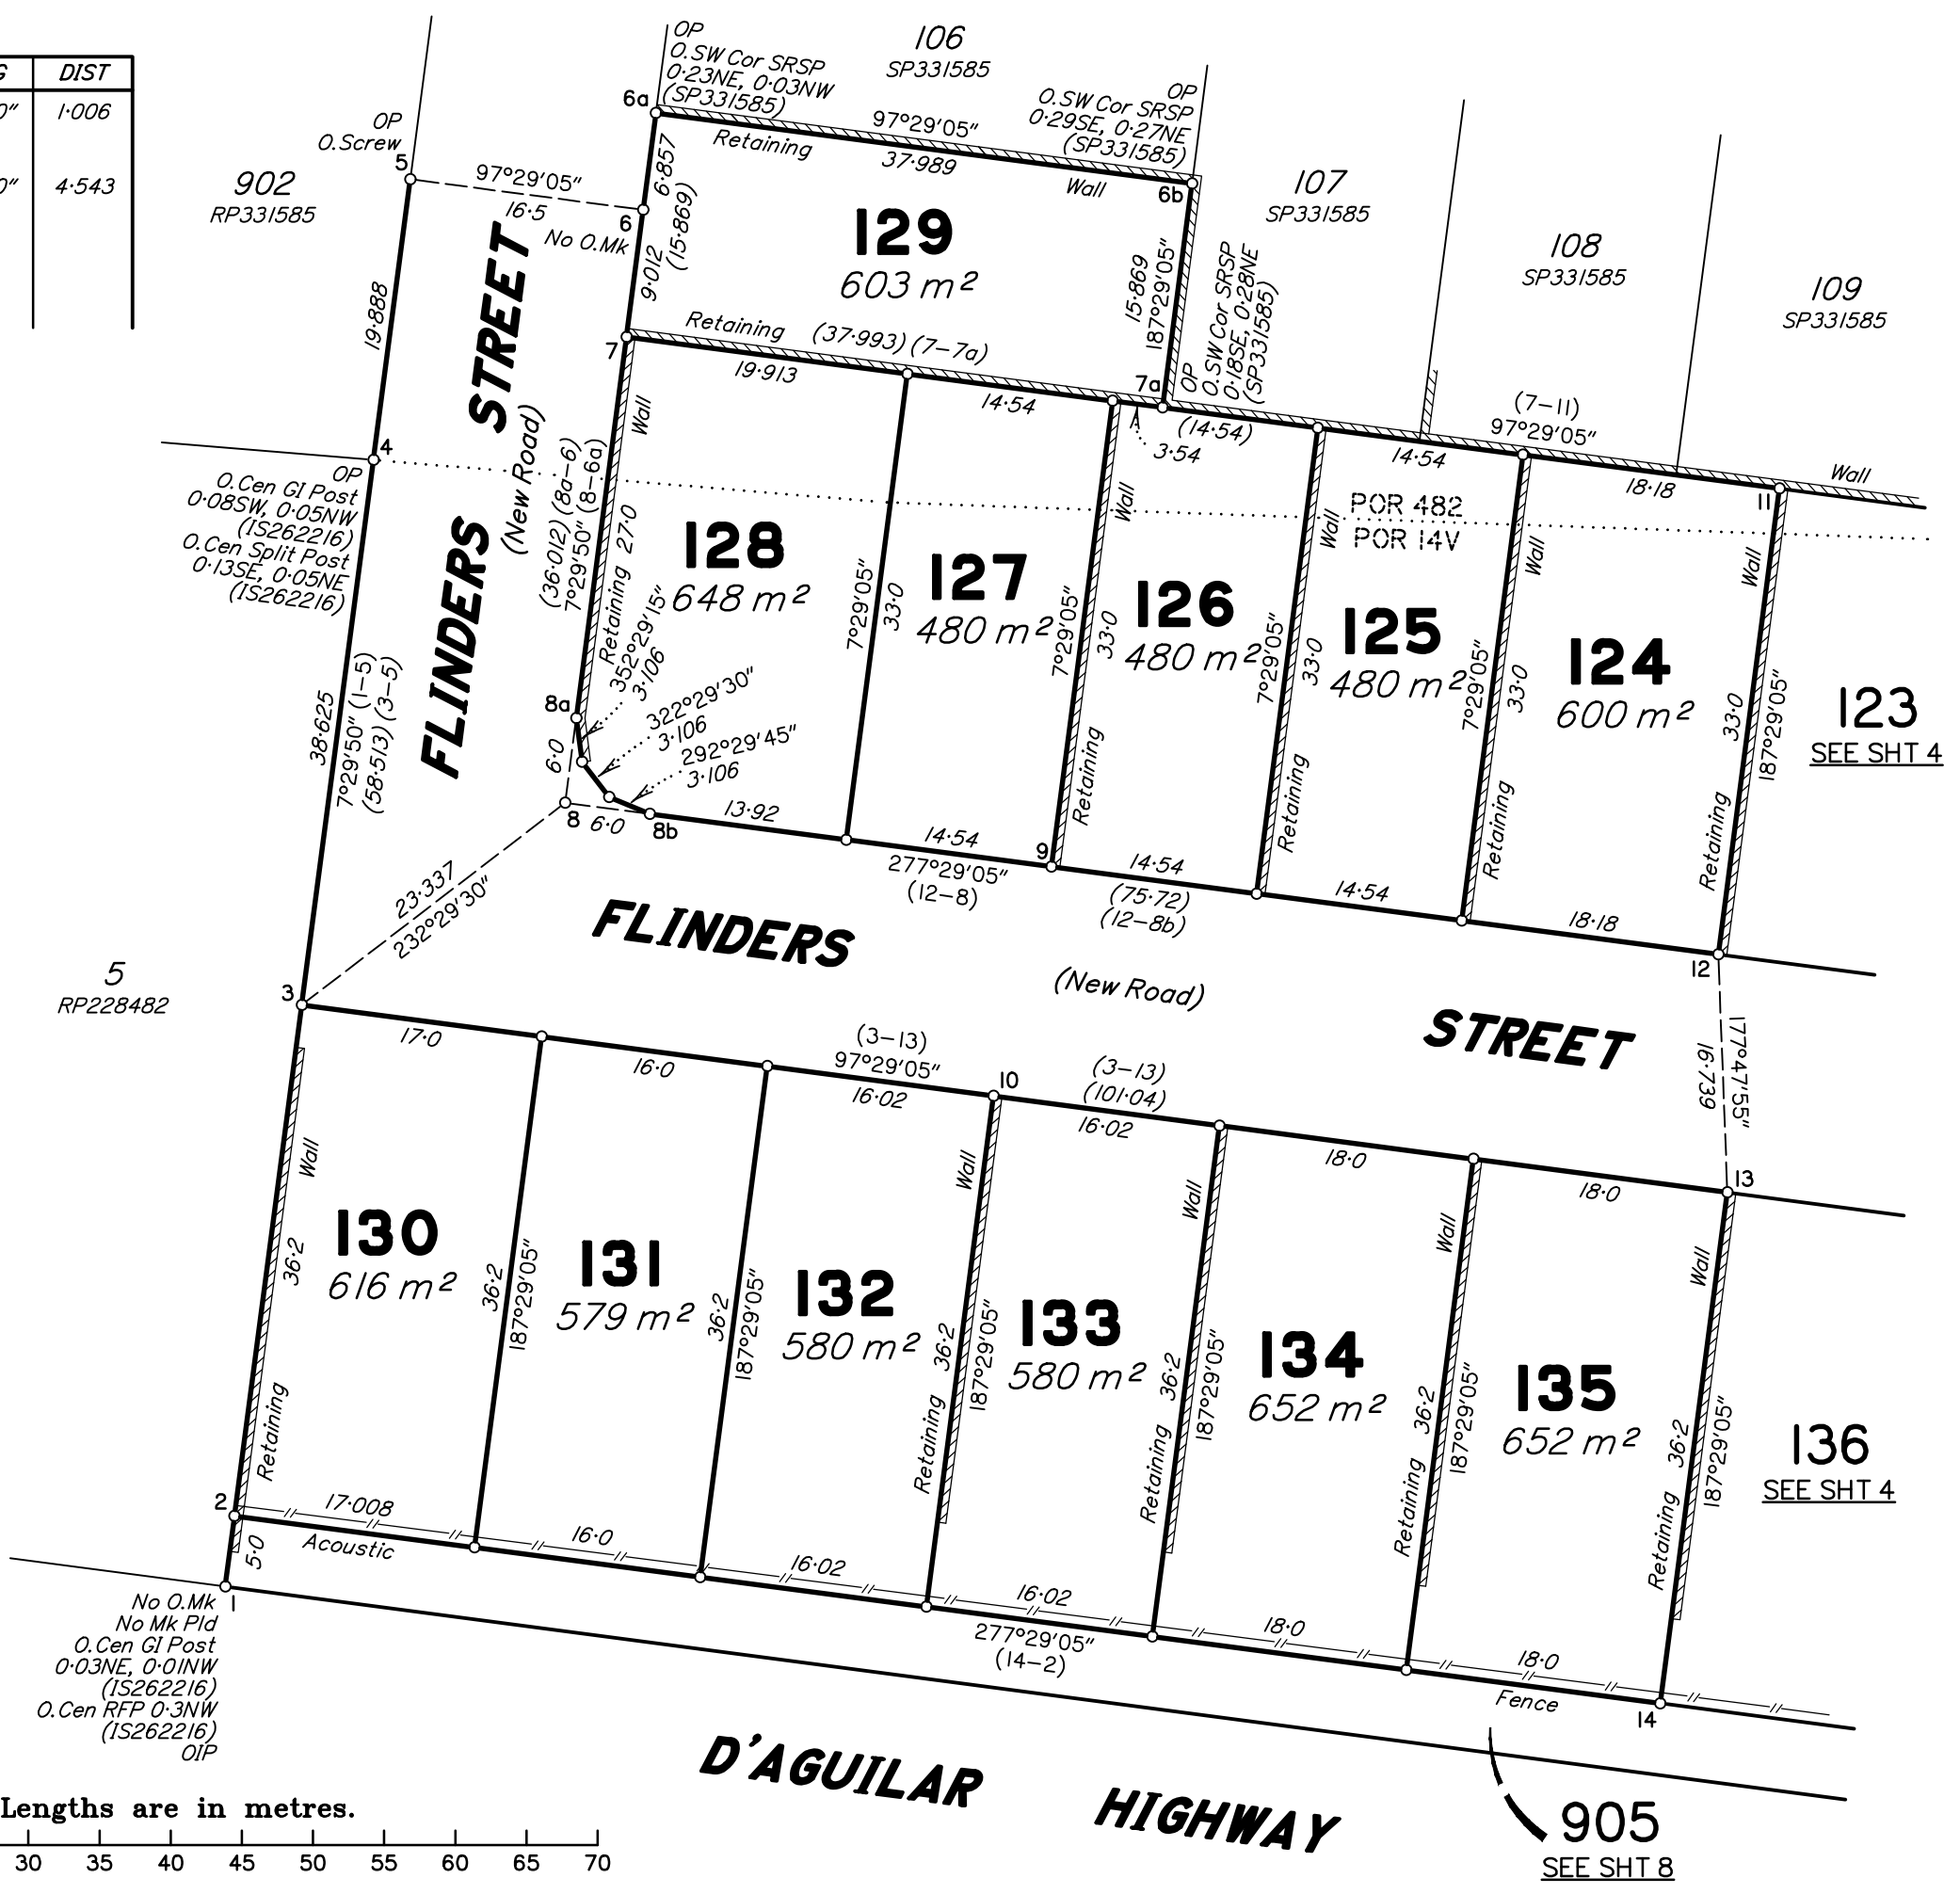 G DIST
0″ 1·006
0″ 4·543
OP
O.Screw
5
902
RP331585
97°29′05″
16·5
No O.Mk
6
19·888
STREET
(New Road)
FLINDERS
4
OP
O.Cen GI Post
0·08SW, 0·05NW
(IS262216)
O.Cen Split Post
0·13SE, 0·05NE
(IS262216)
38·625
7°29′50″ (1–5)
(58·513) (3–5)
OP
O.SW Cor SRSP
0·23NE, 0·03NW
(SP331585)
6a
106
SP331585
OP
O.SW Cor SRSP
0·29SE, 0·27NE
(SP331585)
97°29′05″
Retaining
37·989
Wall
6b
6·857
(15·869)
9·012
129
603 m²
15·869
187°29′05″
OP
O.SW Cor SRSP
0·18SE, 0·28NE
(SP331585)
107
SP331585
108
SP331585
109
SP331585
7
Retaining
(37·993) (7–7a)
19·913
14·54
7a
(14·54)
3·54
14·54
(7–11)
97°29′05″
18·18
Wall
11
POR 482
POR 14V
Wall
(36·012) (8a–6)
7°29′50″ (8–6a)
Retaining 27·0
128
648 m²
7°29′05″
33·0
127
480 m²
7°29′05″
33·0
Wall
Retaining
126
480 m²
7°29′05″
33·0
Wall
Retaining
125
480 m²
7°29′05″
33·0
Wall
Retaining
124
600 m²
33·0
187°29′05″
Wall
Retaining
123
SEE SHT 4
352°29′15″
3·106
322°29′30″
3·106
292°29′45″
3·106
8a
6·0
8
6·0
8b
13·92
14·54
277°29′05″
(12–8)
9
14·54
(75·72)
(12–8b)
14·54
18·18
12
23·337
232°29′30″
FLINDERS
(New Road)
STREET
177°47′55″
16·739
5
RP228482
3
17·0
16·0
(3–13)
97°29′05″
16·02
10
(3–13)
(101·04)
16·02
18·0
18·0
13
Wall
36·2
Retaining
130
616 m²
36·2
187°29′05″
131
579 m²
36·2
187°29′05″
132
580 m²
Wall
36·2
187°29′05″
Retaining
133
580 m²
Wall
36·2
187°29′05″
Retaining
134
652 m²
Wall
36·2
187°29′05″
Retaining
135
652 m²
Wall
36·2
187°29′05″
Retaining
136
SEE SHT 4
2
17·008
Acoustic
5·0
16·0
16·02
16·02
277°29′05″
(14–2)
18·0
18·0
Fence
14
1
No O.Mk
No Mk Pld
O.Cen GI Post
0·03NE, 0·01NW
(IS262216)
O.Cen RFP 0·3NW
(IS262216)
OIP
D'AGUILAR HIGHWAY
905
SEE SHT 8
Lengths are in metres.
30 35 40 45 50 55 60 65 70